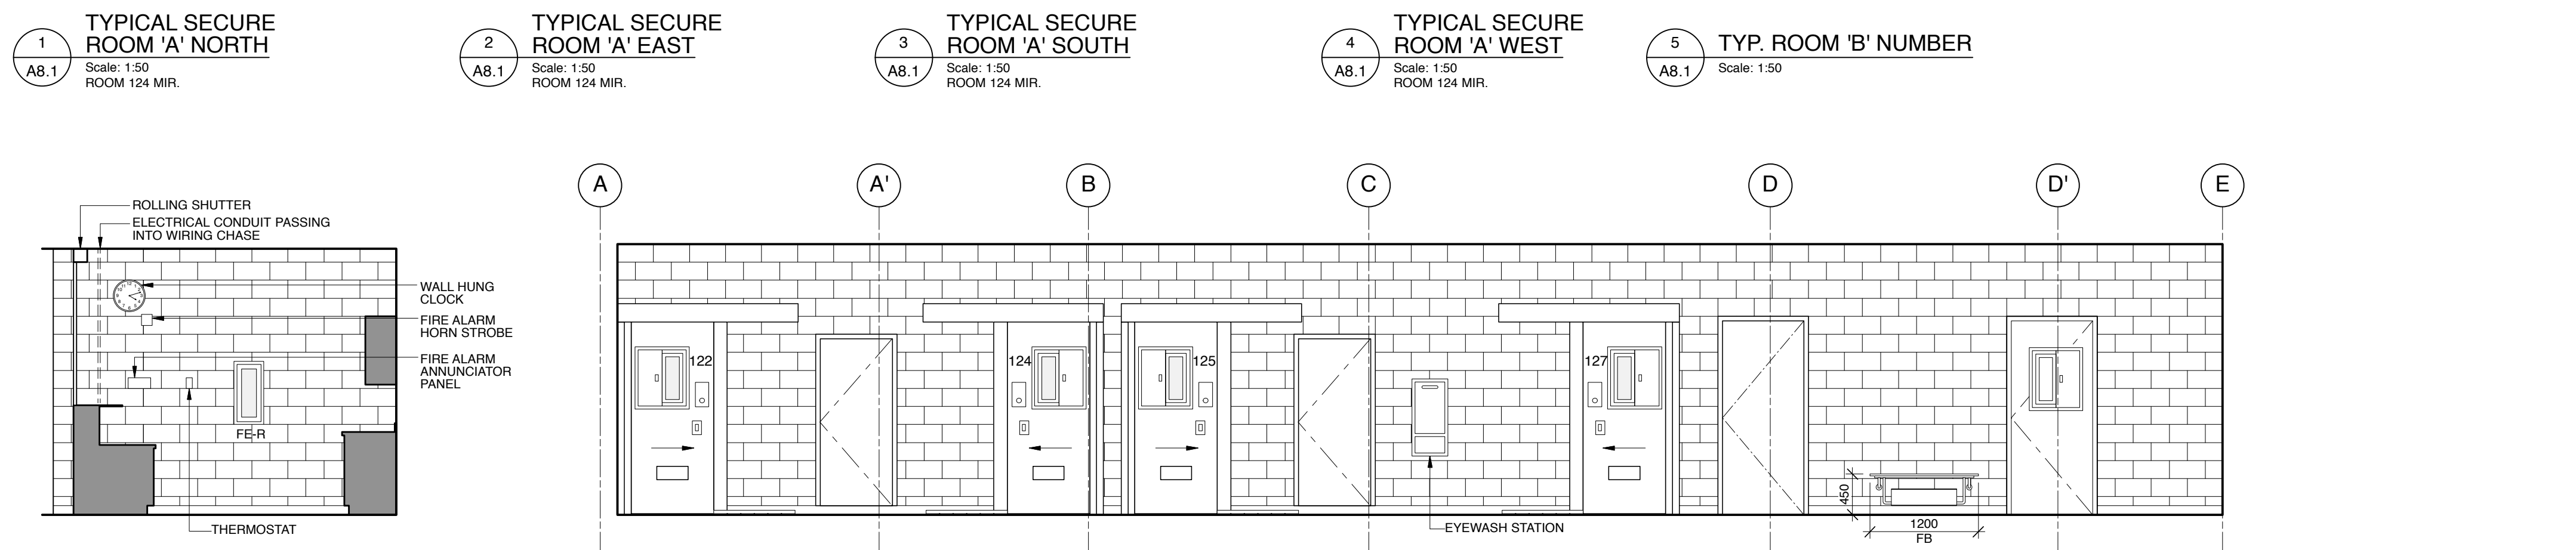 1
A8.1
TYPICAL SECURE
ROOM 'A' NORTH
Scale: 1:50
ROOM 124 MIR.
2
A8.1
TYPICAL SECURE
ROOM 'A' EAST
Scale: 1:50
ROOM 124 MIR.
3
A8.1
TYPICAL SECURE
ROOM 'A' SOUTH
Scale: 1:50
ROOM 124 MIR.
4
A8.1
TYPICAL SECURE
ROOM 'A' WEST
Scale: 1:50
ROOM 124 MIR.
5
A8.1
TYP. ROOM 'B' NUMBER
Scale: 1:50
ROLLING SHUTTER
ELECTRICAL CONDUIT PASSING
INTO WIRING CHASE
WALL HUNG
CLOCK
FIRE ALARM
HORN STROBE
FIRE ALARM
ANNUNCIATOR
PANEL
FE-R
THERMOSTAT
A
A'
B
C
D
D'
E
122
124
125
127
EYEWASH STATION
450
1200
FB